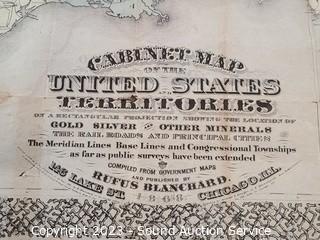 CABINET MAP
OF THE
UNITED STATES
TERRITORIES
ON A RECTANGULAR PROJECTION SHOWING THE LOCATION OF
GOLD SILVER AND OTHER MINERALS
THE RAIL ROADS AND PRINCIPAL CITIES
The Meridian Lines Base Lines and Congressional Townships
as far as public surveys have been extended
COMPILED FROM GOVERNMENT MAPS
AND PUBLISHED BY
RUFUS BLANCHARD,
146 LAKE ST. CHICAGO.ILL.
1868.
Copyright 2023 - Sound Auction Service